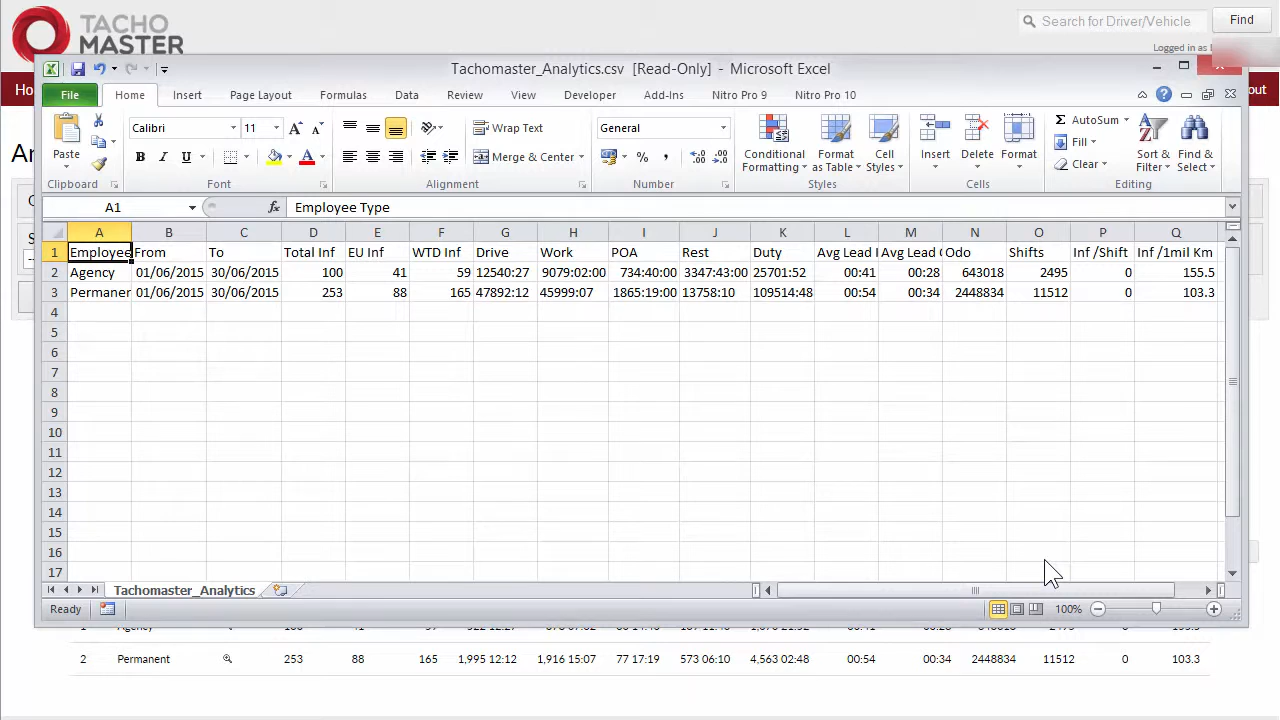 TACHO
MASTER
Search for Driver/Vehicle Find
Logged in as
Tachomaster_Analytics.csv [Read-Only] - Microsoft Excel
Ho
out
File Home Insert Page Layout Formulas Data Review View Developer Add-Ins Nitro Pro 10
Calibri 11 Wrap Text General AutoSum
Fill
Paste B I U Merge & Center % , Conditional Formatting Format as Table Cell Styles Insert Delete Format Clear Sort & Filter Find & Select
Clipboard Font Alignment Number Styles Cells Editing
A1 fx Employee Type
A B C D E F G H I J K L M N O P Q
1 Employee From To Total Inf EU Inf WTD Inf Drive Work POA Rest Duty Avg Lead Avg Lead Odo Shifts Inf /Shift Inf /1mil Km
2 Agency 01/06/2015 30/06/2015 100 41 59 12540:27 9079:02:00 734:40:00 3347:43:00 25701:52 00:41 00:28 643018 2495 0 155.5
3 Permaner 01/06/2015 30/06/2015 253 88 165 47892:12 45999:07 1865:19:00 13758:10 109514:48 00:54 00:34 2448834 11512 0 103.3
4
5
6
7
8
9
10
11
12
13
14
15
16
17
Tachomaster_Analytics
Ready 100%
2 Permanent 253 88 165 1,995 12:12 1,916 15:07 77 17:19 573 06:10 4,563 02:48 00:54 00:34 2448834 11512 0 103.3